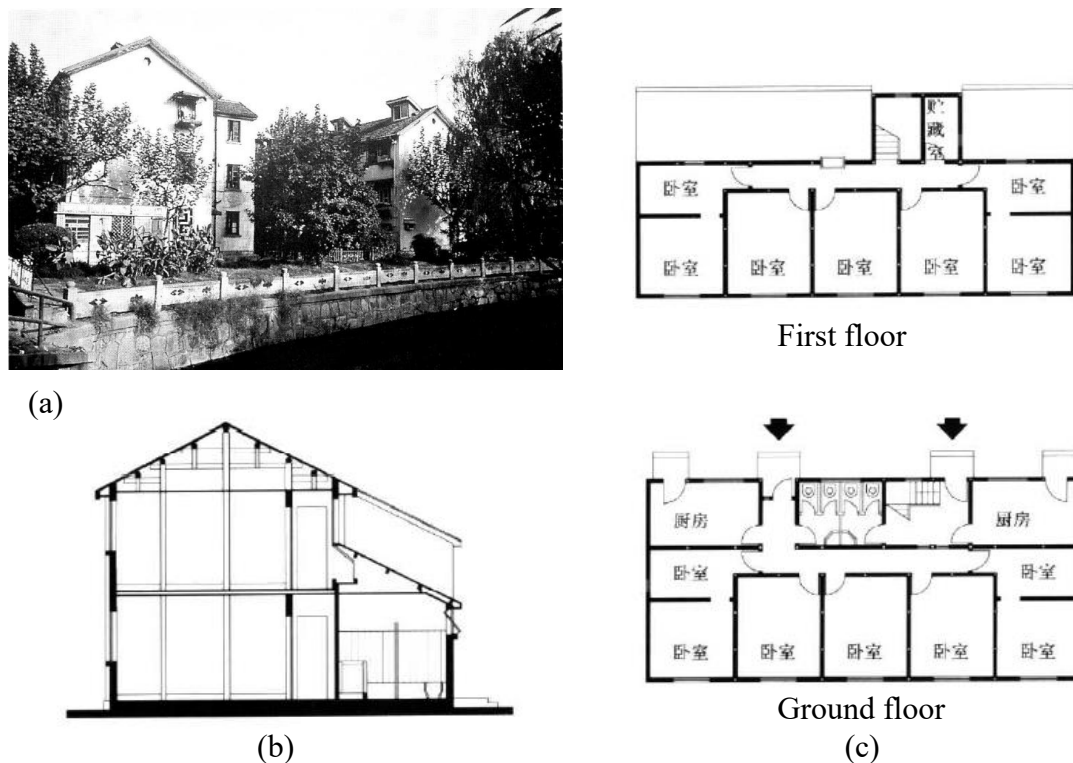 贮藏室
卧室 卧室
卧室 卧室 卧室 卧室 卧室
First floor
(a)
厨房 厨房
卧室 卧室
卧室 卧室 卧室 卧室 卧室
Ground floor
(b) (c)